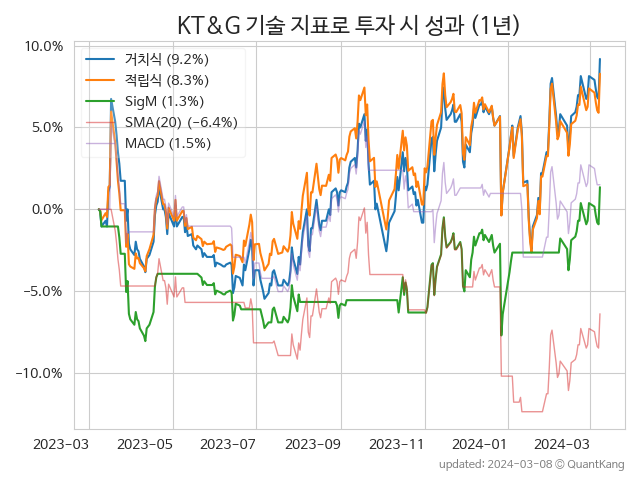 KT&G 기술 지표로 투자 시 성과 (1년)
10.0%
5.0%
0.0%
−5.0%
−10.0%
거치식 (9.2%)
적립식 (8.3%)
SigM (1.3%)
SMA(20) (−6.4%)
MACD (1.5%)
2023-03 2023-05 2023-07 2023-09 2023-11 2024-01 2024-03
updated: 2024-03-08 © QuantKang